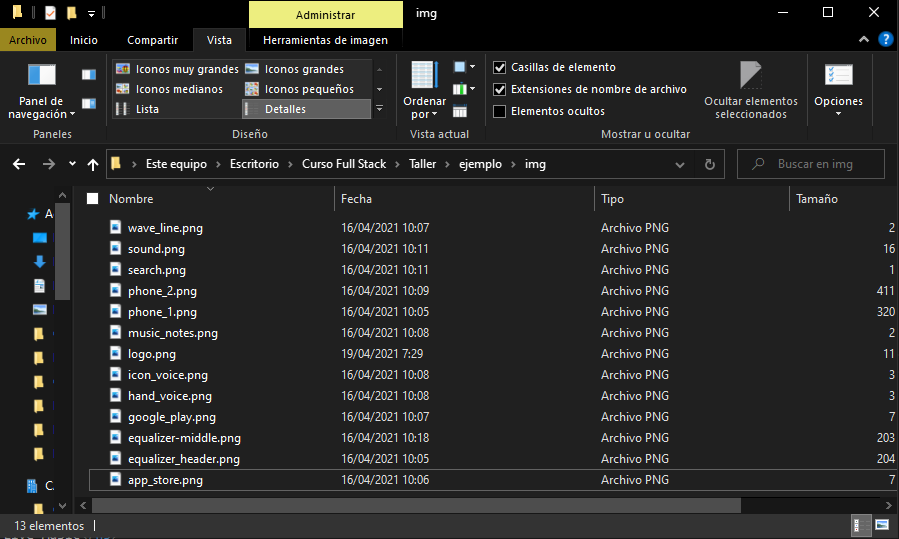 Administrar img
Archivo Inicio Compartir Vista Herramientas de imagen
Panel de navegación
Iconos muy grandes Iconos grandes
Iconos medianos Iconos pequeños
Lista Detalles
Ordenar por
Casillas de elemento
Extensiones de nombre de archivo
Elementos ocultos
Ocultar elementos seleccionados
Opciones
Paneles Diseño Vista actual Mostrar u ocultar
Este equipo > Escritorio > Curso Full Stack > Taller > ejemplo > img
Buscar en img
Nombre Fecha Tipo Tamaño
wave_line.png 16/04/2021 10:07 Archivo PNG 2
sound.png 16/04/2021 10:11 Archivo PNG 16
search.png 16/04/2021 10:11 Archivo PNG 1
phone_2.png 16/04/2021 10:09 Archivo PNG 411
phone_1.png 16/04/2021 10:05 Archivo PNG 320
music_notes.png 16/04/2021 10:08 Archivo PNG 2
logo.png 19/04/2021 7:29 Archivo PNG 11
icon_voice.png 16/04/2021 10:08 Archivo PNG 3
hand_voice.png 16/04/2021 10:08 Archivo PNG 3
google_play.png 16/04/2021 10:07 Archivo PNG 7
equalizer-middle.png 16/04/2021 10:18 Archivo PNG 203
equalizer_header.png 16/04/2021 10:05 Archivo PNG 204
app_store.png 16/04/2021 10:06 Archivo PNG 7
13 elementos